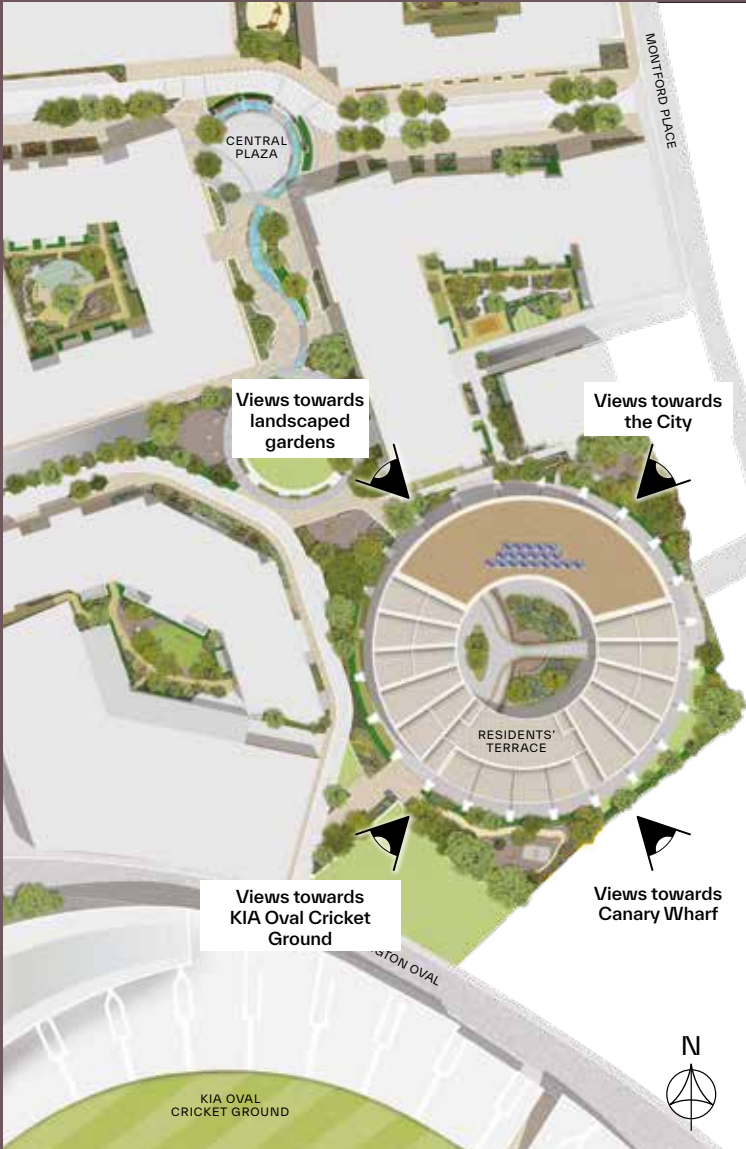 MONTFORD PLACE
CENTRAL
PLAZA
Views towards
landscaped
gardens
Views towards
the City
RESIDENTS'
TERRACE
Views towards
KIA Oval Cricket
Ground
Views towards
Canary Wharf
GTON OVAL
N
KIA OVAL
CRICKET GROUND